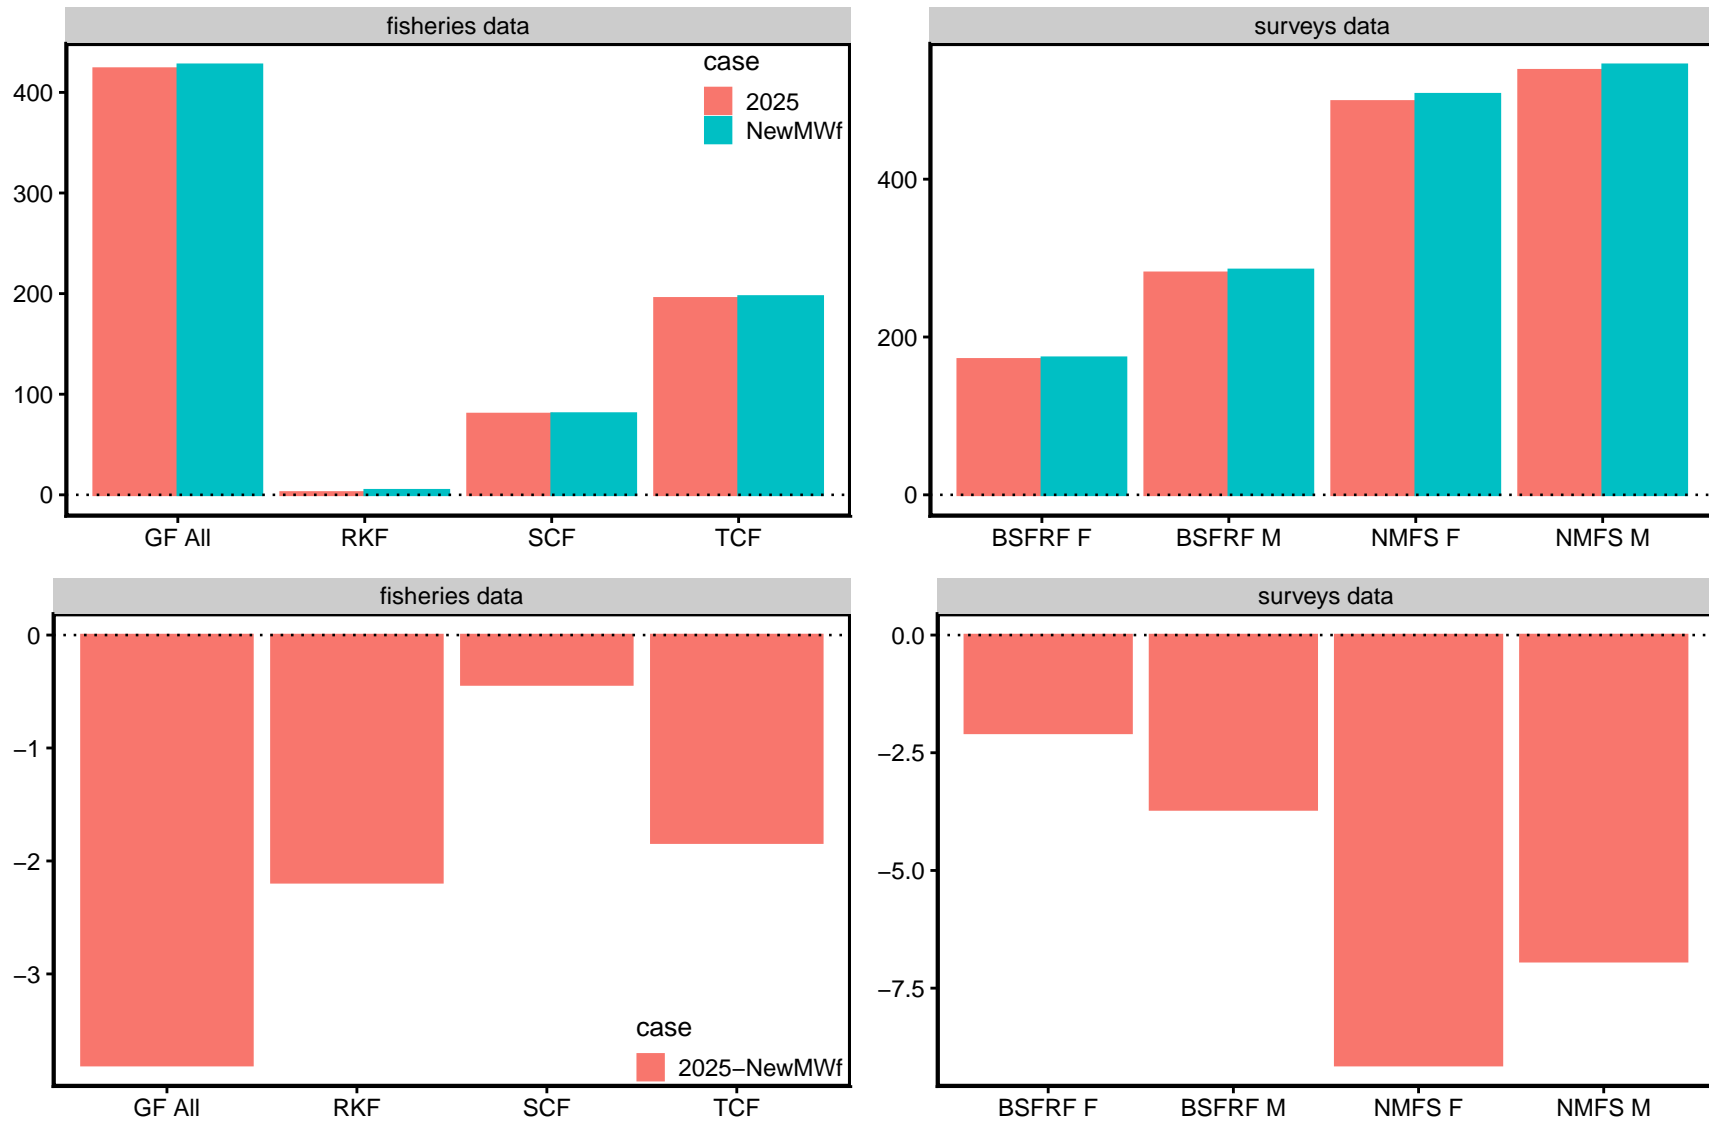 fisheries data
surveys data
case
2025
NewMWf
400
300
200
100
0
GF All
RKF
SCF
TCF
400
200
0
BSFRF F
BSFRF M
NMFS F
NMFS M
fisheries data
surveys data
0
−1
−2
−3
case
2025−NewMWf
GF All
RKF
SCF
TCF
0.0
−2.5
−5.0
−7.5
BSFRF F
BSFRF M
NMFS F
NMFS M